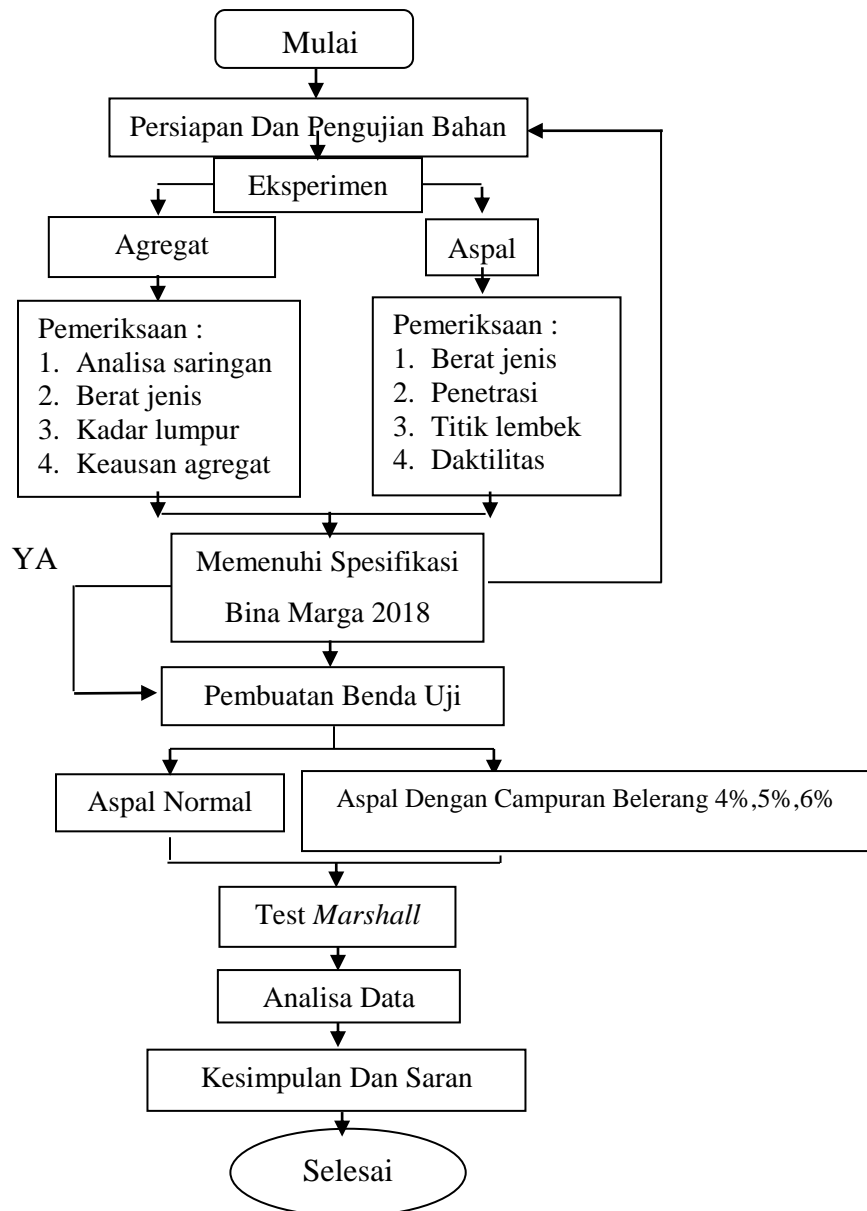 Mulai
Persiapan Dan Pengujian Bahan
Eksperimen
Agregat
Aspal
Pemeriksaan :
1. Analisa saringan
2. Berat jenis
3. Kadar lumpur
4. Keausan agregat
Pemeriksaan :
1. Berat jenis
2. Penetrasi
3. Titik lembek
4. Daktilitas
YA
Memenuhi Spesifikasi
Bina Marga 2018
Pembuatan Benda Uji
Aspal Normal
Aspal Dengan Campuran Belerang 4%,5%,6%
Test Marshall
Analisa Data
Kesimpulan Dan Saran
Selesai